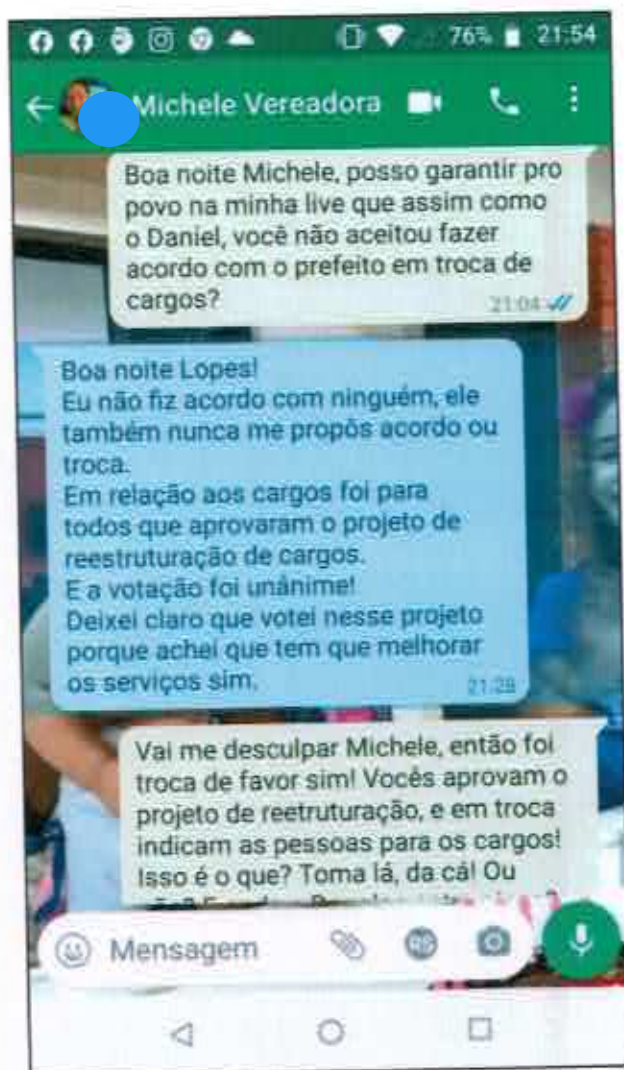 76% 21:54
Michele Vereadora
Boa noite Michele, posso garantir pro
povo na minha live que assim como
o Daniel, você não aceitou fazer
acordo com o prefeito em troca de
cargos?
21:04
Boa noite Lopes!
Eu não fiz acordo com ninguém, ele
também nunca me propôs acordo ou
troca.
Em relação aos cargos foi para
todos que aprovaram o projeto de
reestruturação de cargos.
E a votação foi unânime!
Deixei claro que votei nesse projeto
porque achei que tem que melhorar
os serviços sim.
21:28
Vai me desculpar Michele, então foi
troca de favor sim! Vocês aprovam o
projeto de reetruturação, e em troca
indicam as pessoas para os cargos!
Isso é o que? Toma lá, da cá! Ou
Mensagem
R$